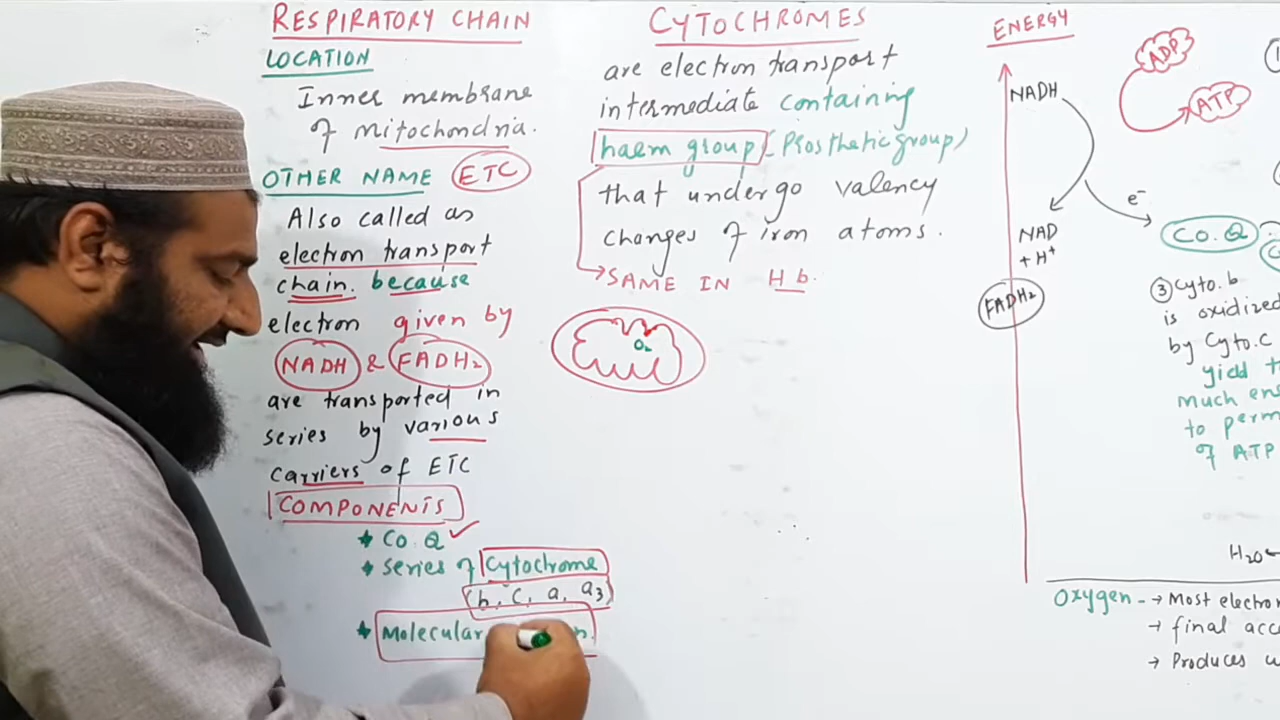 RESPIRATORY CHAIN
LOCATION
Inner membrane
of mitochondria.
OTHER NAME ETC
Also called as
electron transport
chain. because
electron given by
NADH & FADH₂
are transported in
series by various
carriers of ETC
COMPONENTS
Co.Q ✓
series of Cytochrome
(b, c, a, a₃)
Molecular
CYTOCHROMES
are electron transport
intermediate containing
haem group (Prosthetic group)
that undergo valency
changes of iron atoms.
SAME IN Hb.
O₂
ENERGY
ADP
ATP
NADH
e⁻
NAD
+ H⁺
FADH₂
Co.Q
③ Cyto.b
is oxidized
by Cyto.c
yield
much
to
of ATP
H₂O
Oxygen → Most
→ final
→ Produces